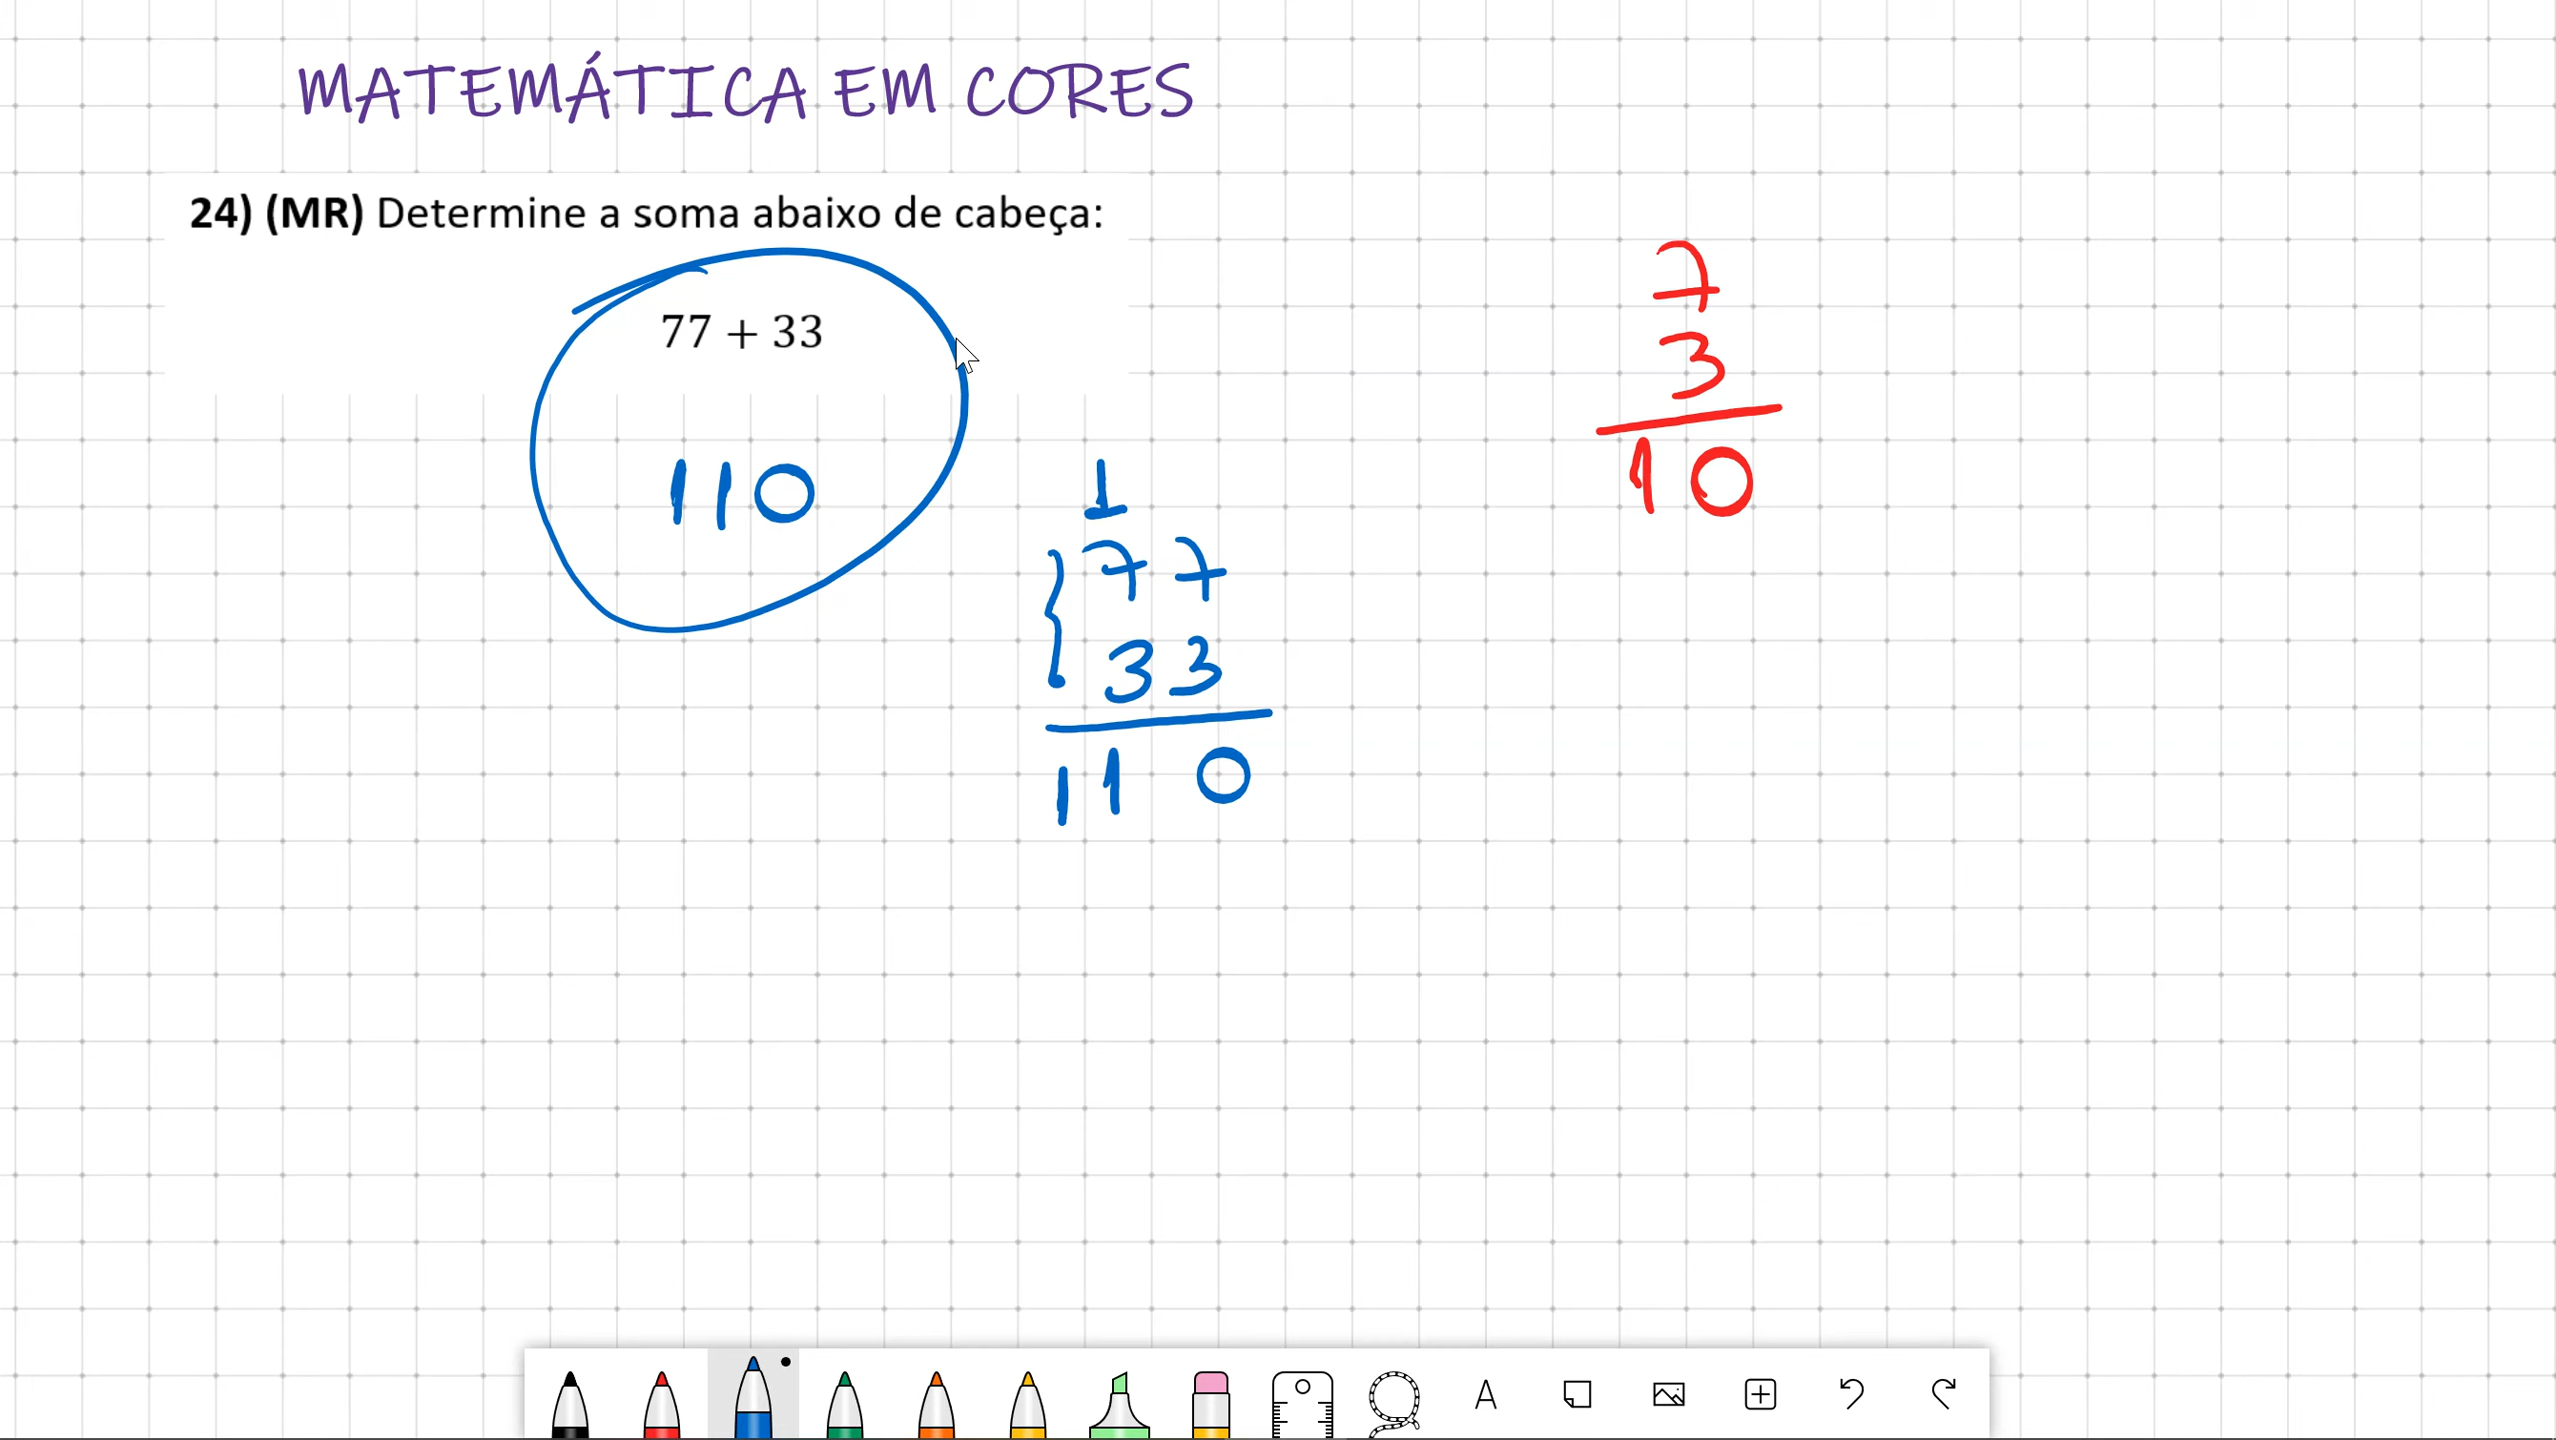 MATEMÁTICA EM CORES
24) (MR) Determine a soma abaixo de cabeça:
77 + 33
110
1
77
33
110
7
3
10
A